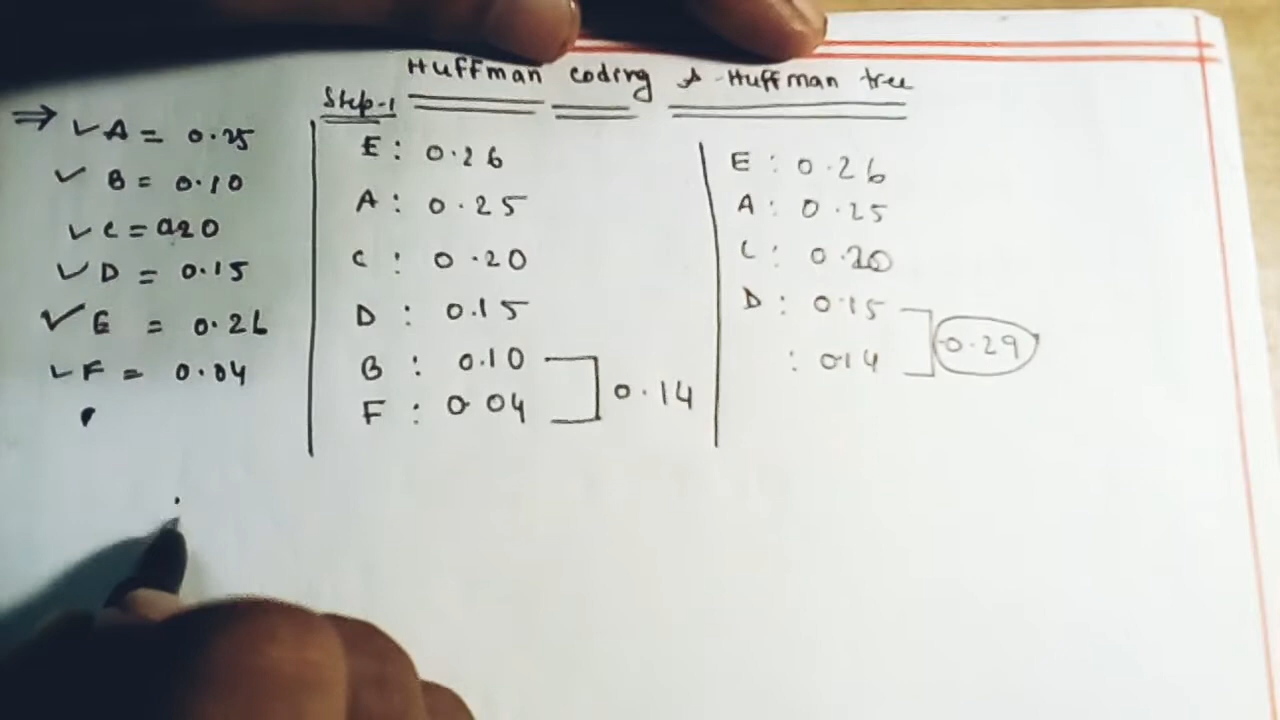 Huffman coding & Huffman tree
⇒ ✓ A = 0.25
✓ B = 0.10
✓ C = 0.20
✓ D = 0.15
✓ E = 0.26
✓ F = 0.04
Step-1
E : 0.26
A : 0.25
C : 0.20
D : 0.15
B : 0.10
F : 0.04
0.14
E : 0.26
A : 0.25
C : 0.20
D : 0.15
: 0.14
0.29